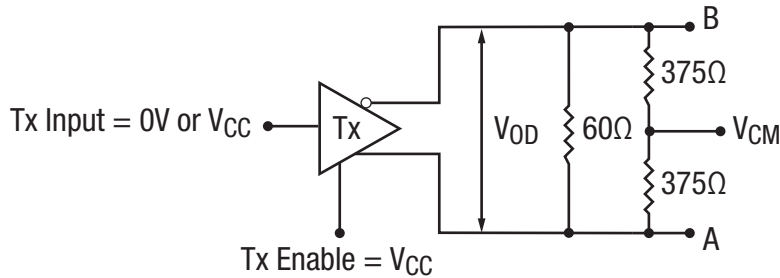 B
375Ω
Tx Input = 0V or VCC
Tx
VOD
60Ω
VCM
375Ω
A
Tx Enable = VCC